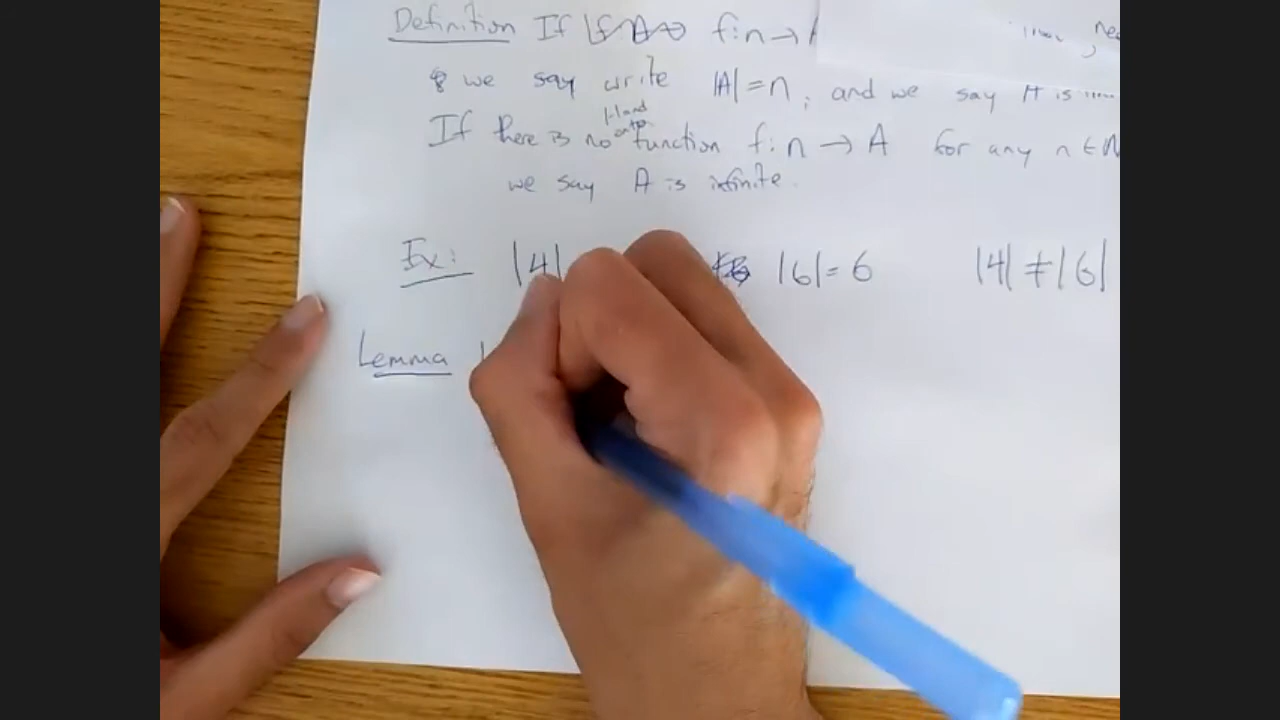 Definition If f:n→
we say write |A|=n, and we say A is
1-1 and
onto
If there is no function f: n → A for any n ∈ N
we say A is infinite.
Ex: |4| |6|=6 |4|≠|6|
Lemma